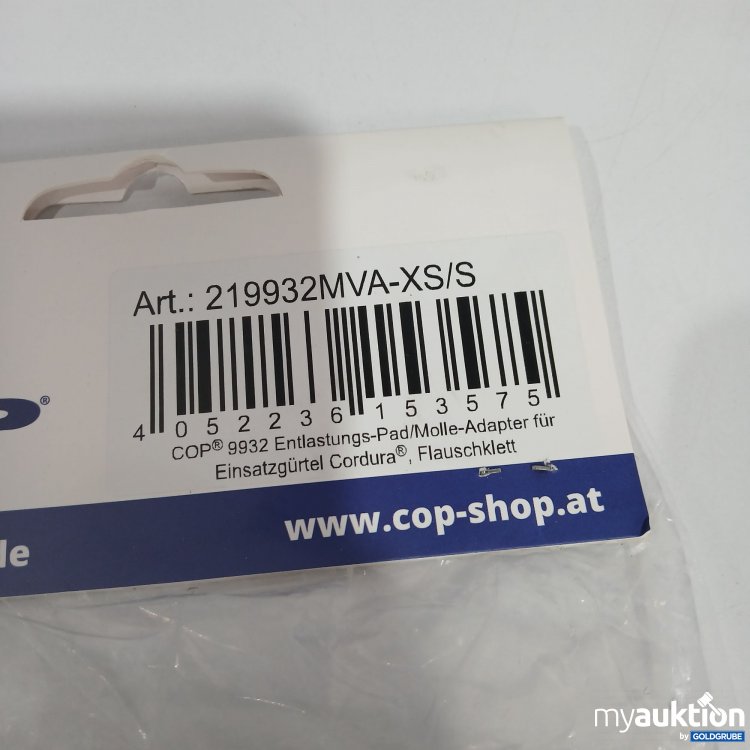 Art.: 219932MVA-XS/S
4 052236 153575
COP® 9932 Entlastungs-Pad/Molle-Adapter für
Einsatzgürtel Cordura®, Flauschklett
®
www.cop-shop.at
de
myauktion
by GOLDGRUBE